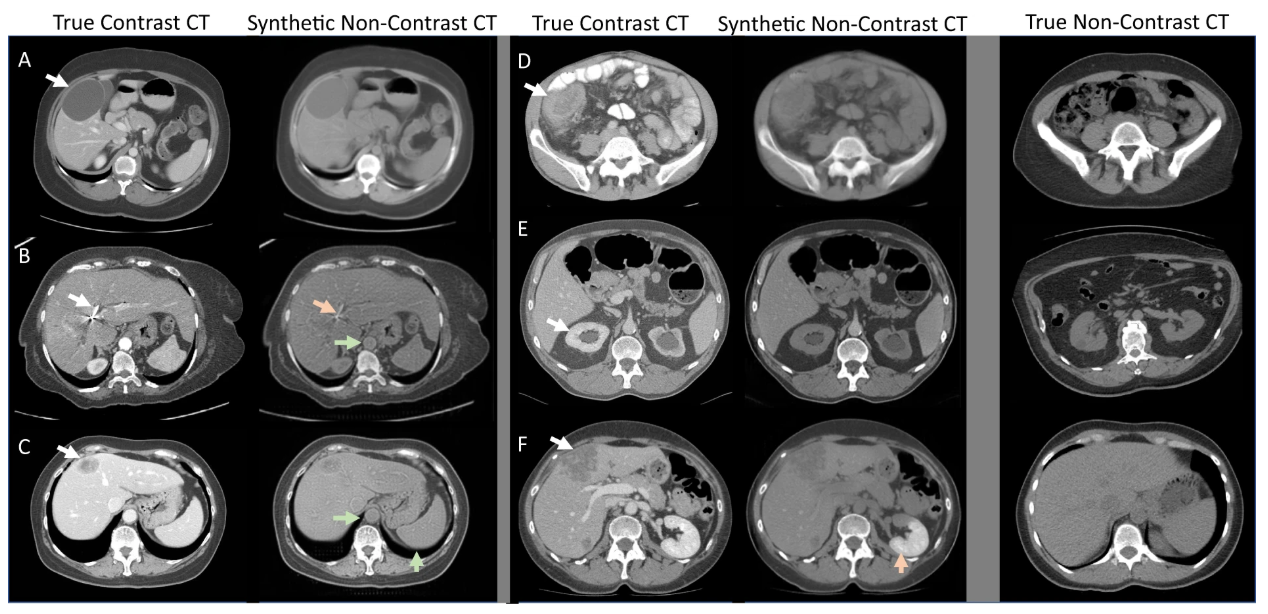 True Contrast CT Synthetic Non-Contrast CT True Contrast CT Synthetic Non-Contrast CT True Non-Contrast CT
A
D
B
E
C
F